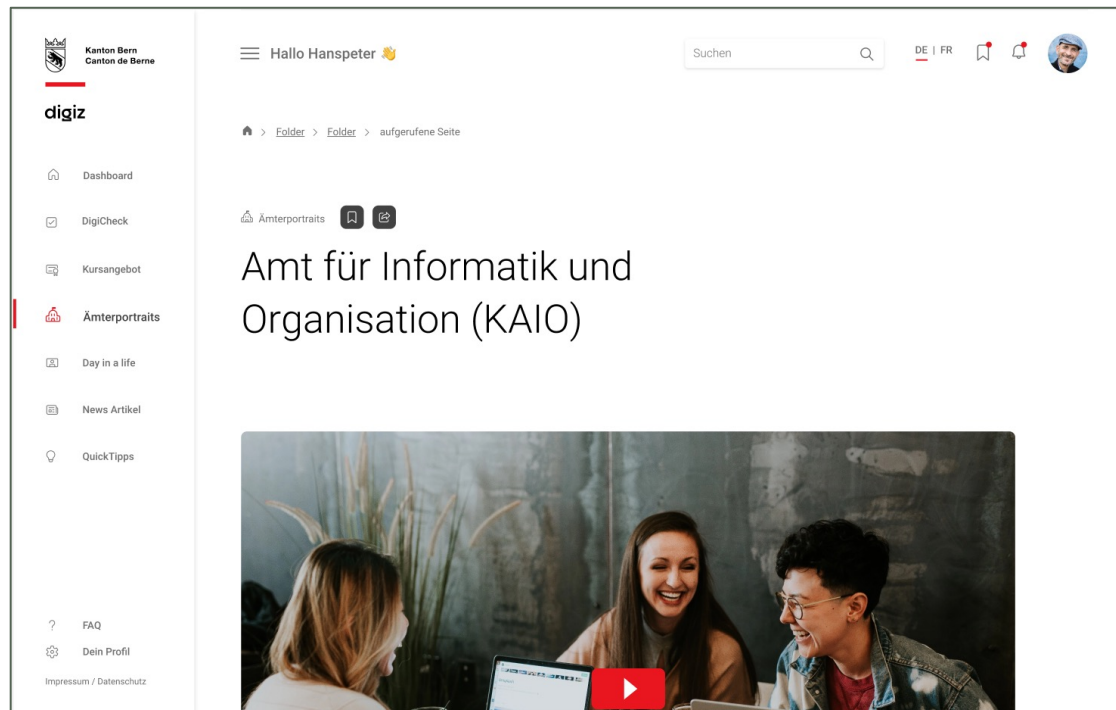 Kanton Bern
Canton de Berne
digiz
Dashboard
DigiCheck
Kursangebot
Ämterportraits
Day in a life
News Artikel
QuickTipps
? FAQ
Dein Profil
Impressum / Datenschutz
Hallo Hanspeter 👋
Suchen
DE | FR
> Folder > Folder > aufgerufene Seite
Ämterportraits
Amt für Informatik und
Organisation (KAIO)